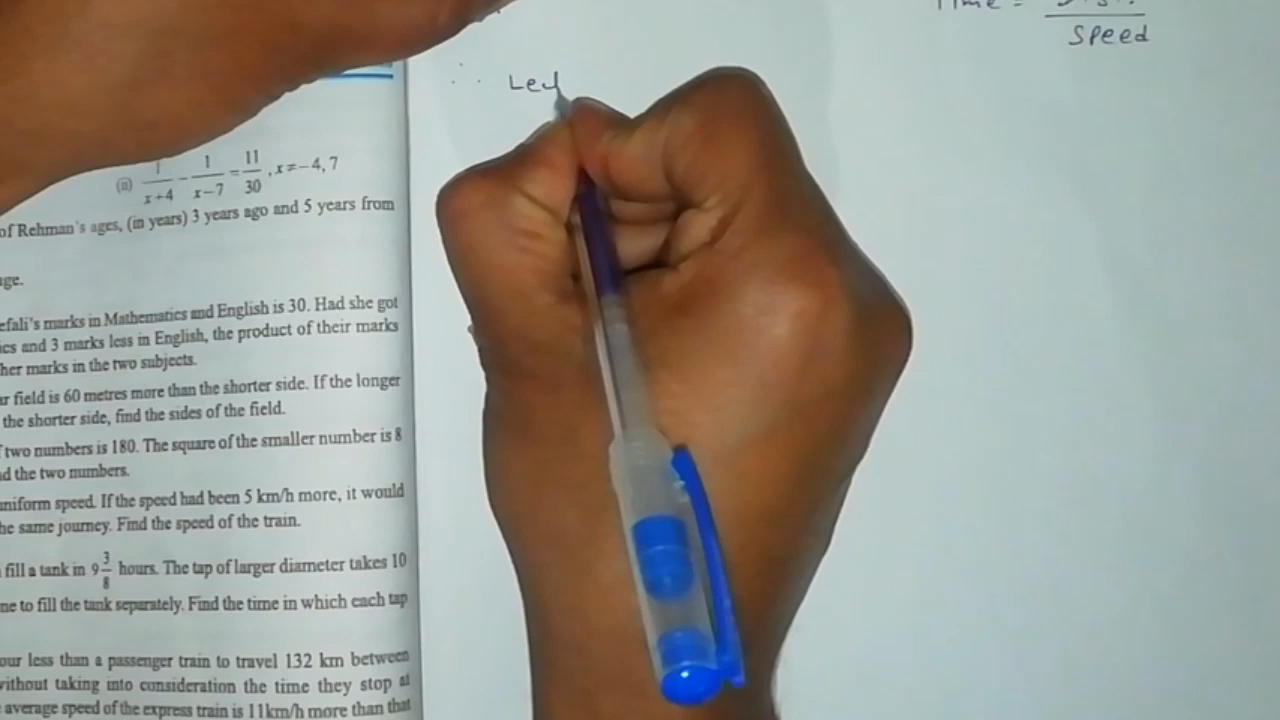 Time =
Speed
∴ Let
(ii) 1/x+4 − 1/x−7 = 11/30 , x ≠ −4, 7
of Rehman's ages, (in years) 3 years ago and 5 years from
age.
efali's marks in Mathematics and English is 30. Had she got
ics and 3 marks less in English, the product of their marks
her marks in the two subjects.
ar field is 60 metres more than the shorter side. If the longer
the shorter side, find the sides of the field.
two numbers is 180. The square of the smaller number is 8
nd the two numbers.
uniform speed. If the speed had been 5 km/h more, it would
he same journey. Find the speed of the train.
fill a tank in 9 3/8 hours. The tap of larger diameter takes 10
me to fill the tank separately. Find the time in which each tap
our less than a passenger train to travel 132 km between
without taking into consideration the time they stop at
average speed of the express train is 11km/h more than that